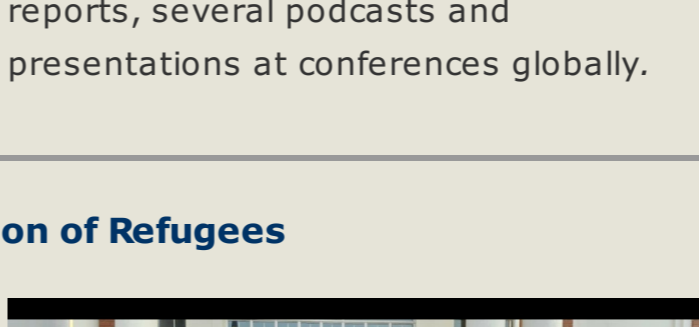 reports, several podcasts and
presentations at conferences globally.
on of Refugees